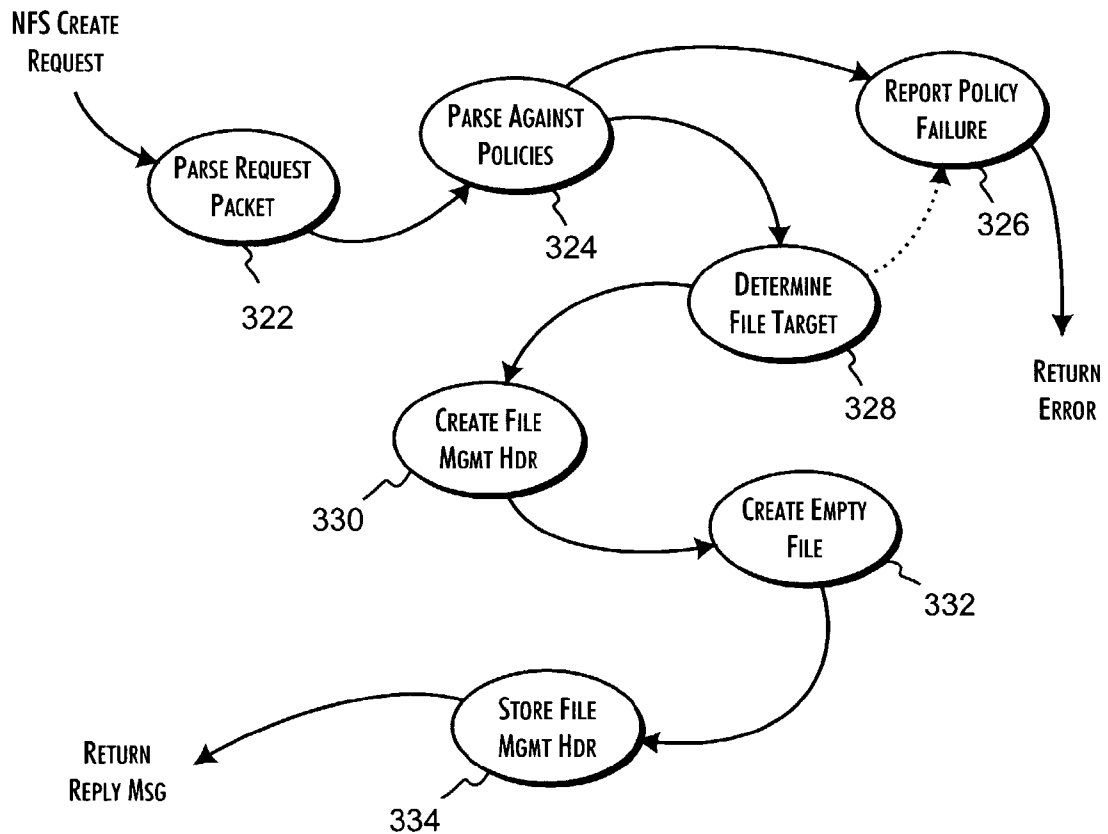 NFS CREATE
REQUEST
PARSE REQUEST
PACKET
322
PARSE AGAINST
POLICIES
324
REPORT POLICY
FAILURE
326
DETERMINE
FILE TARGET
328
RETURN
ERROR
CREATE FILE
MGMT HDR
330
CREATE EMPTY
FILE
332
STORE FILE
MGMT HDR
334
RETURN
REPLY MSG